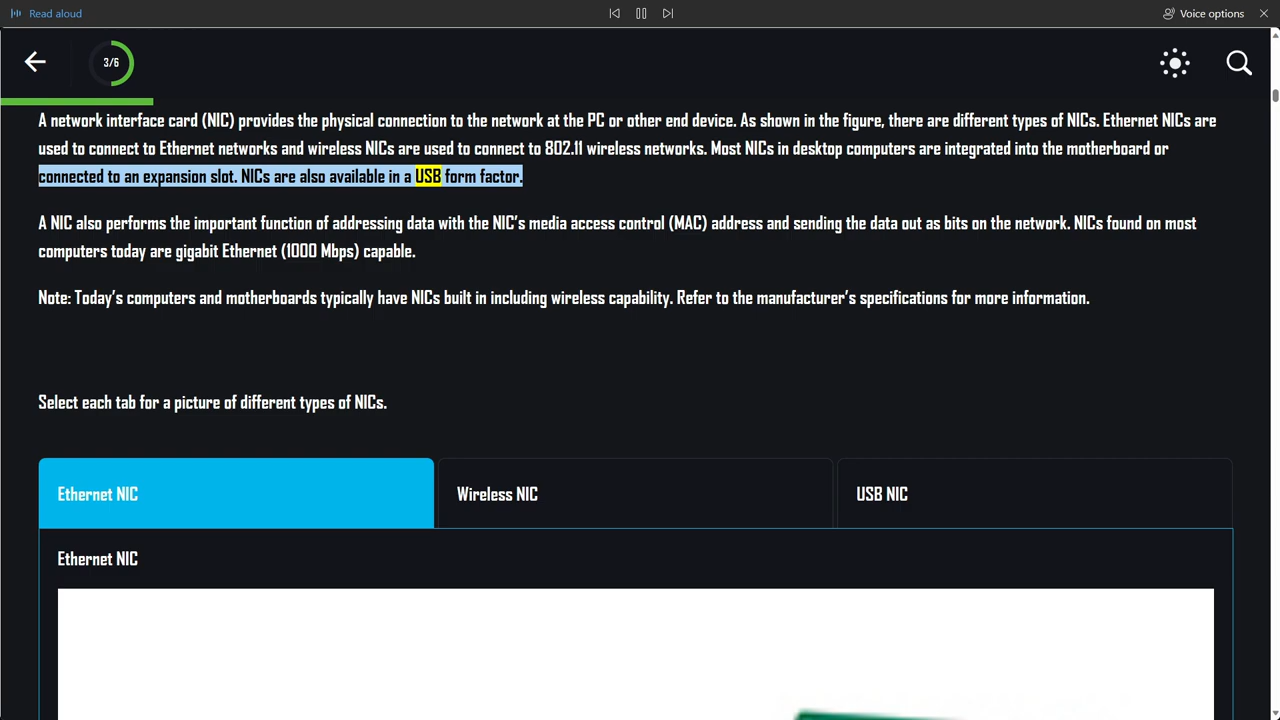 Read aloud
Voice options
3/6
A network interface card (NIC) provides the physical connection to the network at the PC or other end device. As shown in the figure, there are different types of NICs. Ethernet NICs are
used to connect to Ethernet networks and wireless NICs are used to connect to 802.11 wireless networks. Most NICs in desktop computers are integrated into the motherboard or
connected to an expansion slot. NICs are also available in a USB form factor.
A NIC also performs the important function of addressing data with the NIC’s media access control (MAC) address and sending the data out as bits on the network. NICs found on most
computers today are gigabit Ethernet (1000 Mbps) capable.
Note: Today’s computers and motherboards typically have NICs built in including wireless capability. Refer to the manufacturer’s specifications for more information.
Select each tab for a picture of different types of NICs.
Ethernet NIC
Wireless NIC
USB NIC
Ethernet NIC